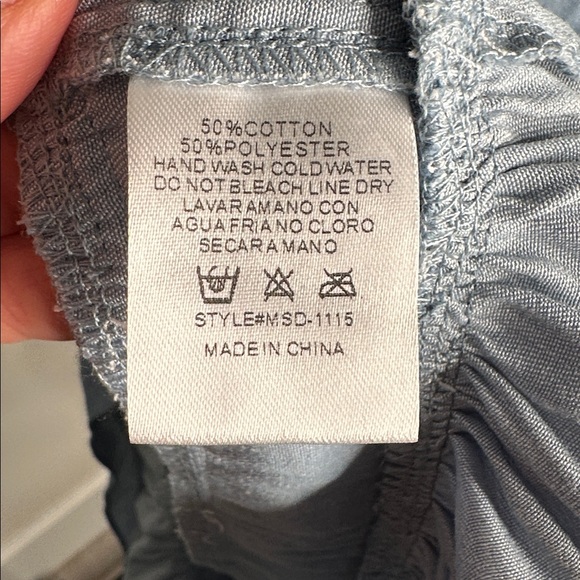 50%COTTON
50%POLYESTER
HAND WASH COLD WATER
DO NOT BLEACH LINE DRY
LAVAR AMANO CON
AGUA FRIA NO CLORO
SECAR A MANO
STYLE#MSD-1115
MADE IN CHINA